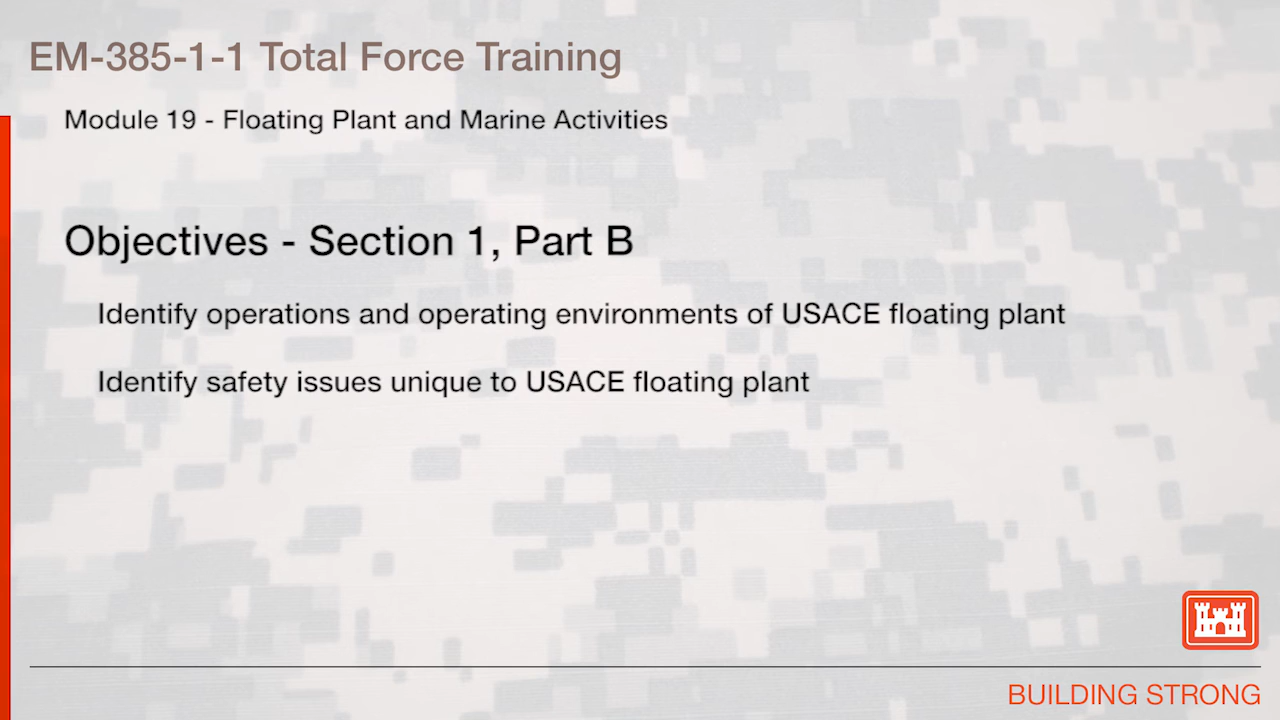 EM-385-1-1 Total Force Training
Module 19 - Floating Plant and Marine Activities
Objectives - Section 1, Part B
Identify operations and operating environments of USACE floating plant
Identify safety issues unique to USACE floating plant
BUILDING STRONG